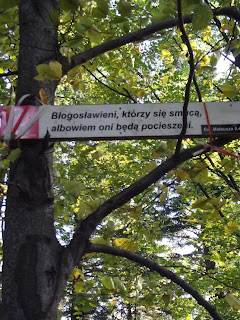 Błogosławieni, którzy się smucą,
albowiem oni będą pocieszeni.